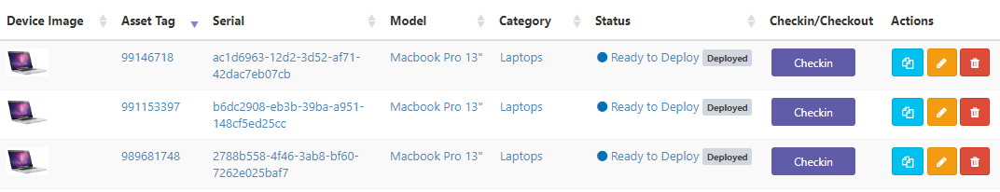 Device Image Asset Tag Serial Model Category Status Checkin/Checkout Actions
99146718 ac1d6963-12d2-3d52-af71- Macbook Pro 13" Laptops Ready to Deploy Deployed Checkin
42dac7eb07cb
991153397 b6dc2908-eb3b-39ba-a951- Macbook Pro 13" Laptops Ready to Deploy Deployed Checkin
148cf5ed25cc
989681748 2788b558-4f46-3ab8-bf60- Macbook Pro 13" Laptops Ready to Deploy Deployed Checkin
7262e025baf7